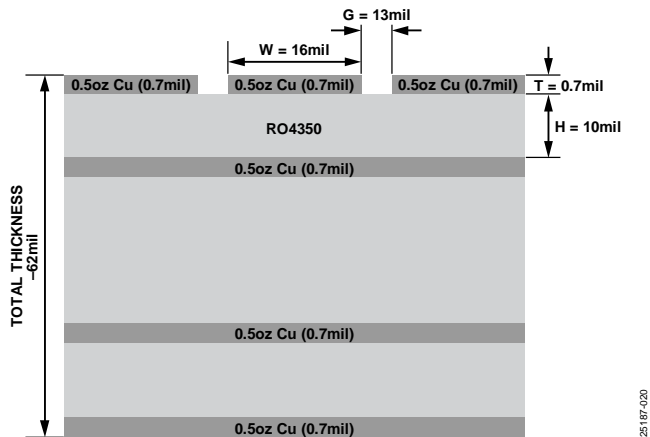 G = 13mil
W = 16mil
0.5oz Cu (0.7mil)
0.5oz Cu (0.7mil)
0.5oz Cu (0.7mil)
T = 0.7mil
RO4350
H = 10mil
0.5oz Cu (0.7mil)
TOTAL THICKNESS
–62mil
0.5oz Cu (0.7mil)
0.5oz Cu (0.7mil)
25187-020